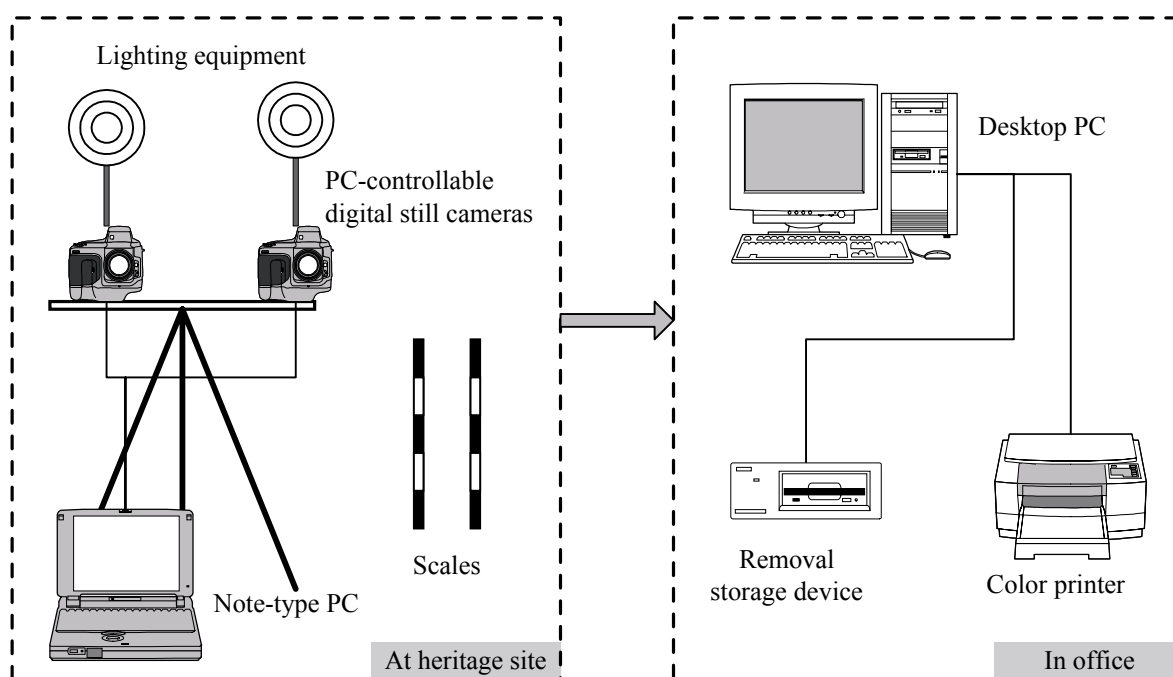 Lighting equipment
PC-controllable
digital still cameras
Scales
Note-type PC
At heritage site
Desktop PC
Removal
storage device
Color printer
In office